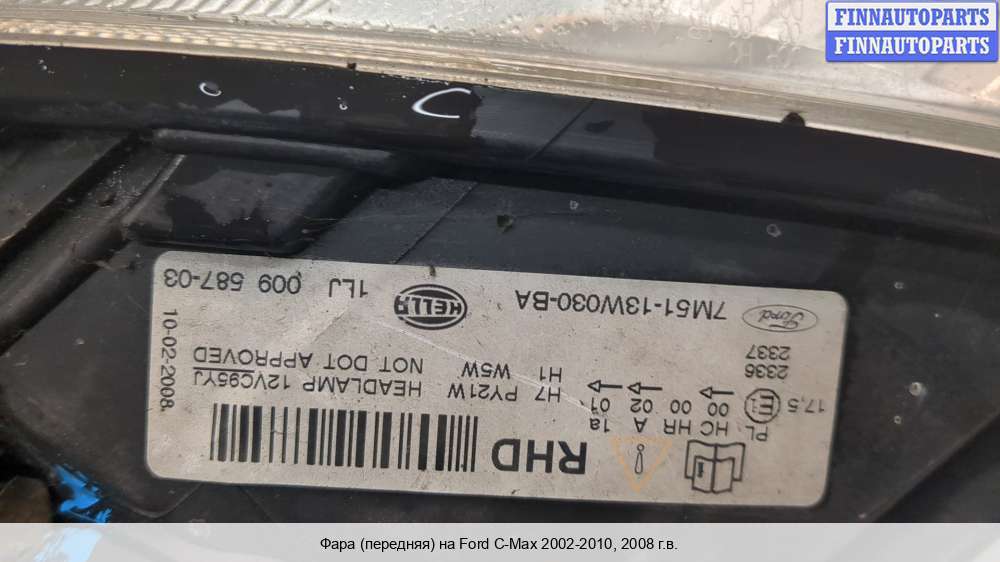 FINNAUTOPARTS
FINNAUTOPARTS
RHD
PL HC HR A 1a
17,5
00 00 02 01
2336
2337
H7 PY21W
H1 W5W
HEADLAMP 12VC95YJ
NOT DOT APPROVED
Ford
7M51-13W030-BA
HELLA
1LJ 009 587-03
10-02-2008
Фара (передняя) на Ford C-Max 2002-2010, 2008 г.в.